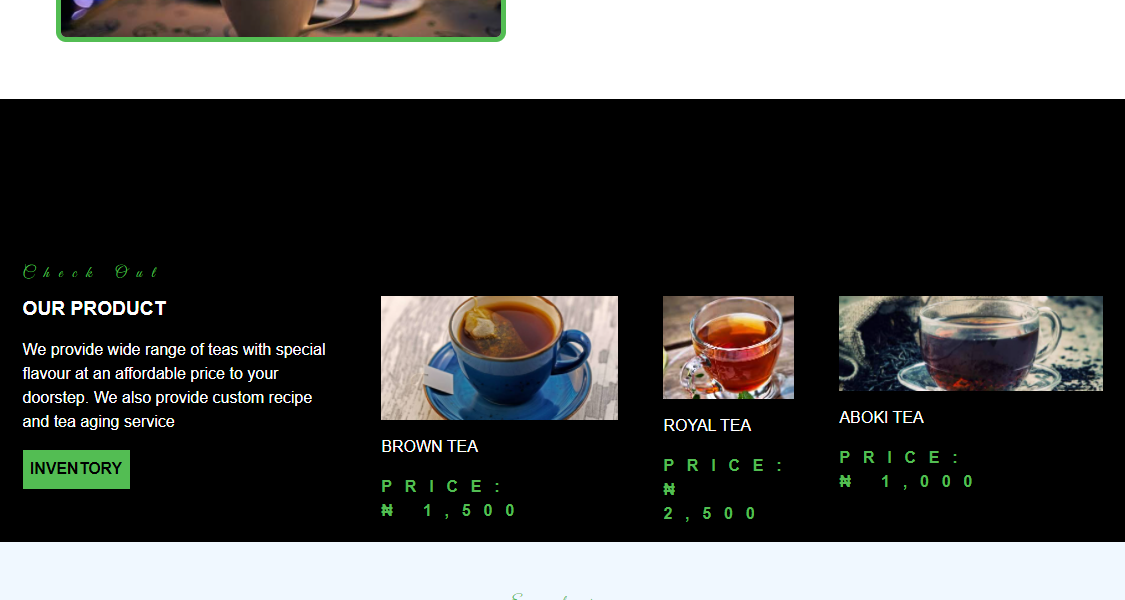 Check Out
OUR PRODUCT
We provide wide range of teas with special
flavour at an affordable price to your
doorstep. We also provide custom recipe
and tea aging service
INVENTORY
BROWN TEA
PRICE:
₦ 1,500
ROYAL TEA
PRICE:
₦
2,500
ABOKI TEA
PRICE:
₦ 1,000